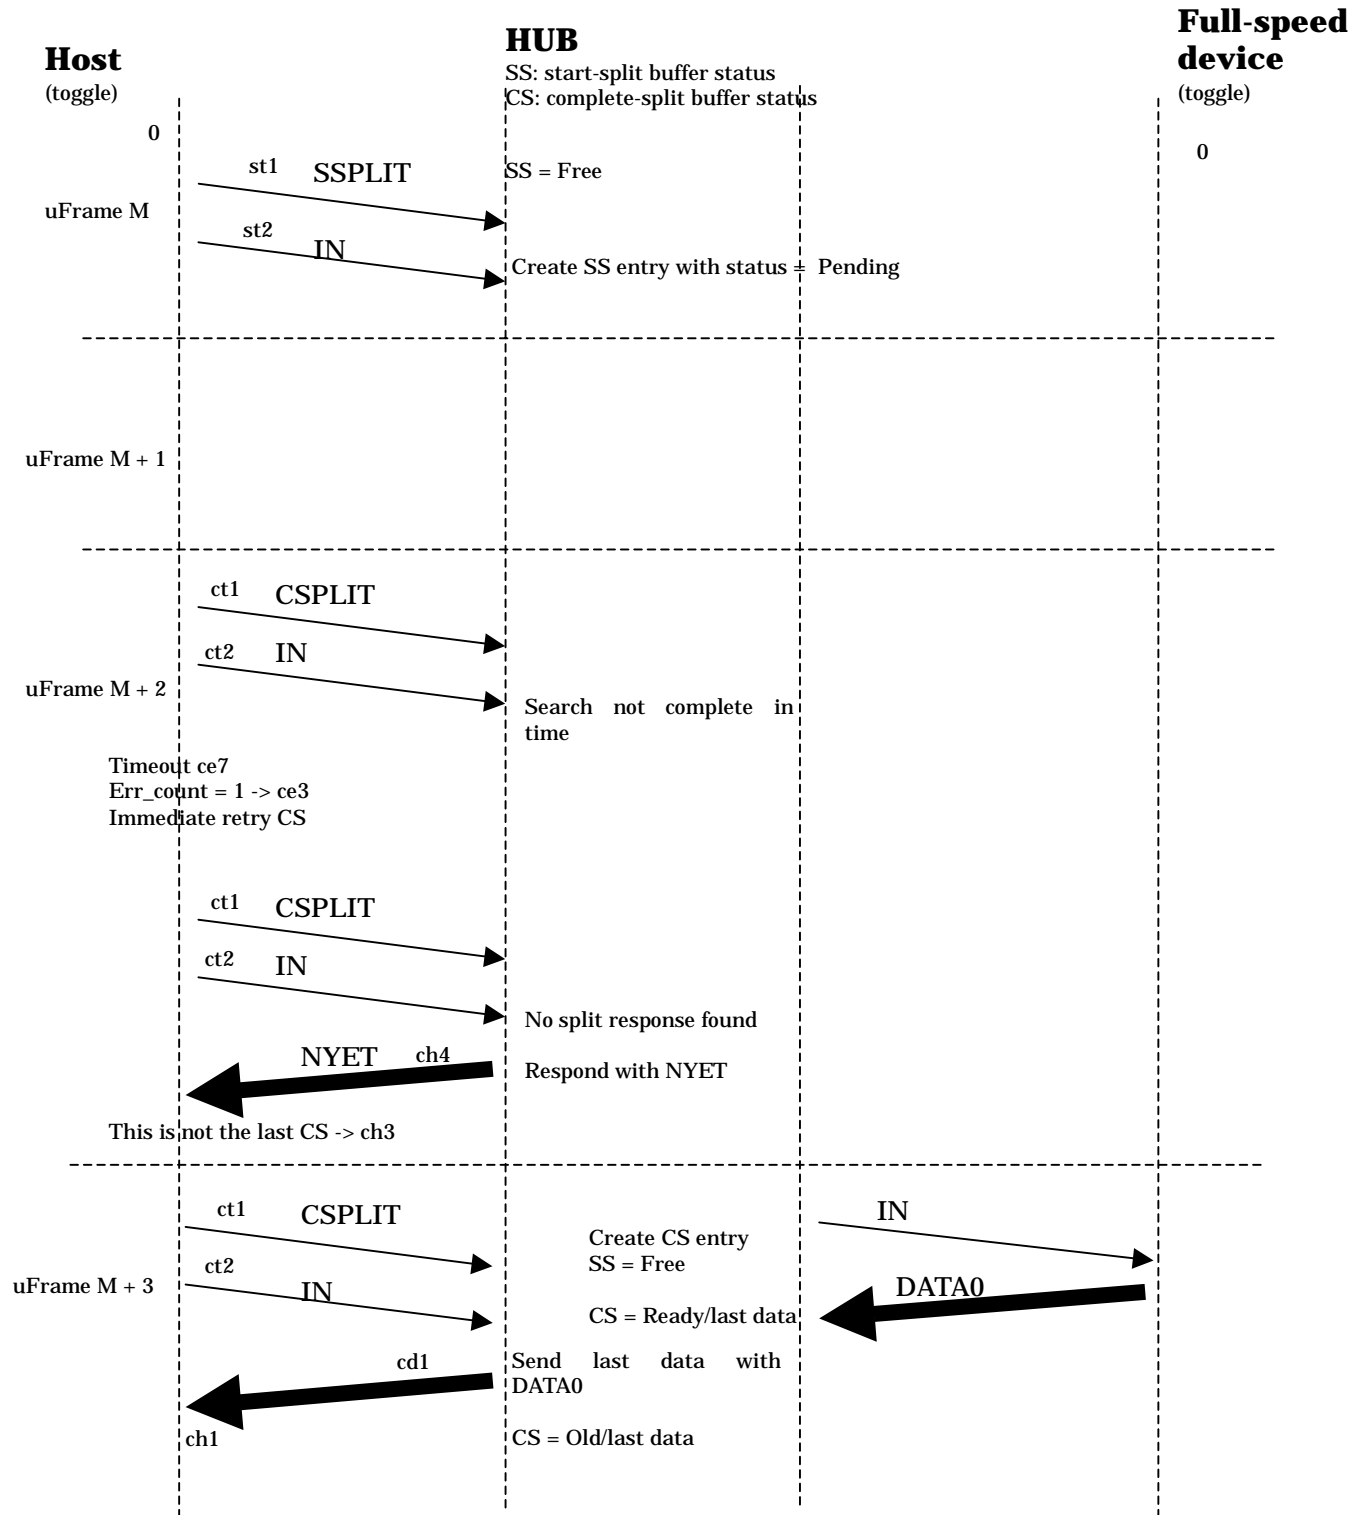 Host
(toggle)
HUB
SS: start-split buffer status
CS: complete-split buffer status
Full-speed
device
(toggle)
0
0
st1 SSPLIT
SS = Free
uFrame M
st2 IN
Create SS entry with status = Pending
uFrame M + 1
ct1 CSPLIT
ct2 IN
uFrame M + 2
Search not complete in
time
Timeout ce7
Err_count = 1 -> ce3
Immediate retry CS
ct1 CSPLIT
ct2 IN
No split response found
NYET ch4
Respond with NYET
This is not the last CS -> ch3
ct1 CSPLIT
IN
Create CS entry
SS = Free
ct2 IN
uFrame M + 3
DATA0
CS = Ready/last data
cd1
Send last data with
DATA0
ch1
CS = Old/last data